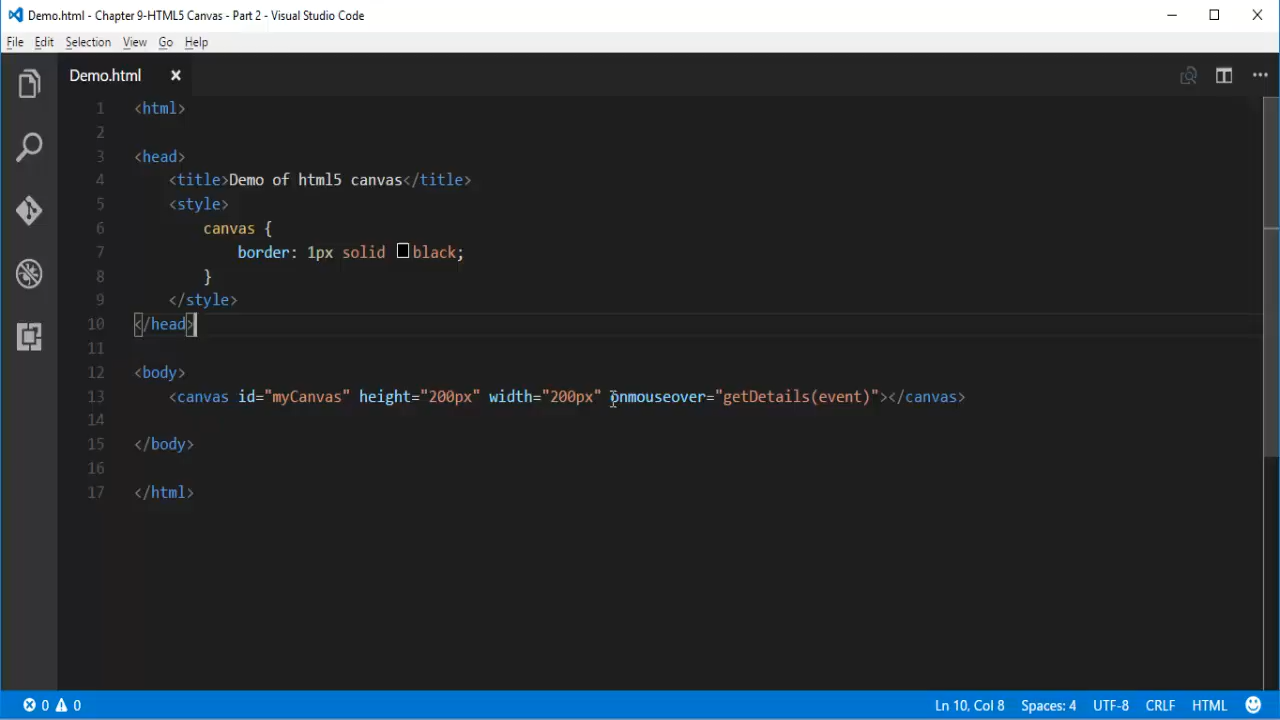 Demo.html - Chapter 9-HTML5 Canvas - Part 2 - Visual Studio Code
File Edit Selection View Go Help
Demo.html
1 <html>
2
3 <head>
4 <title>Demo of html5 canvas</title>
5 <style>
6 canvas {
7 border: 1px solid black;
8 }
9 </style>
10 </head>
11
12 <body>
13 <canvas id="myCanvas" height="200px" width="200px" onmouseover="getDetails(event)"></canvas>
14
15 </body>
16
17 </html>
0 0 Ln 10, Col 8 Spaces: 4 UTF-8 CRLF HTML